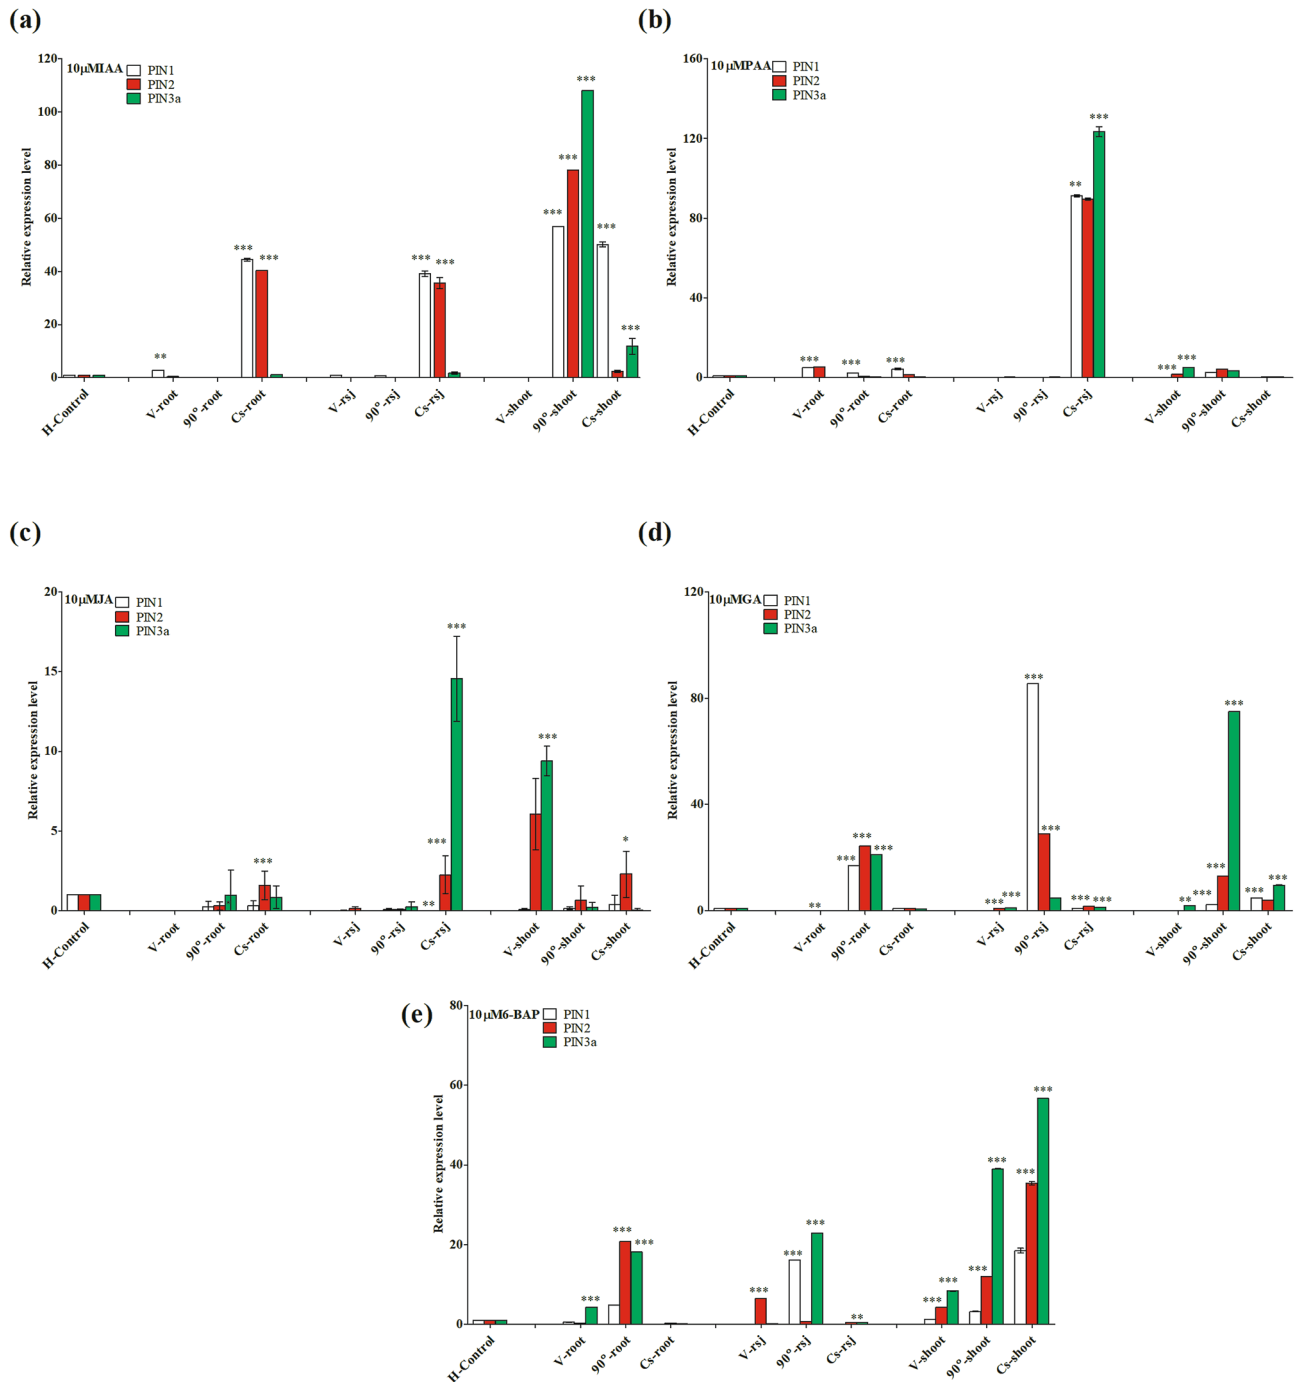 (a)
10μMIAA
PIN1
PIN2
PIN3a
Relative expression level
120
100
80
60
40
20
0
**
***
***
***
***
***
***
***
***
***
H-Control
V-root
90°-root
Cs-root
V-rsj
90°-rsj
Cs-rsj
V-shoot
90°-shoot
Cs-shoot
(b)
10μMPAA
PIN1
PIN2
PIN3a
Relative expression level
160
120
80
40
0
***
***
***
**
***
***
***
H-Control
V-root
90°-root
Cs-root
V-rsj
90°-rsj
Cs-rsj
V-shoot
90°-shoot
Cs-shoot
(c)
10μMJA
PIN1
PIN2
PIN3a
Relative expression level
20
15
10
5
0
***
**
***
***
***
*
H-Control
V-root
90°-root
Cs-root
V-rsj
90°-rsj
Cs-rsj
V-shoot
90°-shoot
Cs-shoot
(d)
10μMGA
PIN1
PIN2
PIN3a
Relative expression level
120
80
40
0
**
***
***
***
***
***
***
***
***
***
**
***
***
***
***
***
H-Control
V-root
90°-root
Cs-root
V-rsj
90°-rsj
Cs-rsj
V-shoot
90°-shoot
Cs-shoot
(e)
10μM6-BAP
PIN1
PIN2
PIN3a
Relative expression level
80
60
40
20
0
***
***
***
***
***
***
**
***
***
***
***
***
***
H-Control
V-root
90°-root
Cs-root
V-rsj
90°-rsj
Cs-rsj
V-shoot
90°-shoot
Cs-shoot